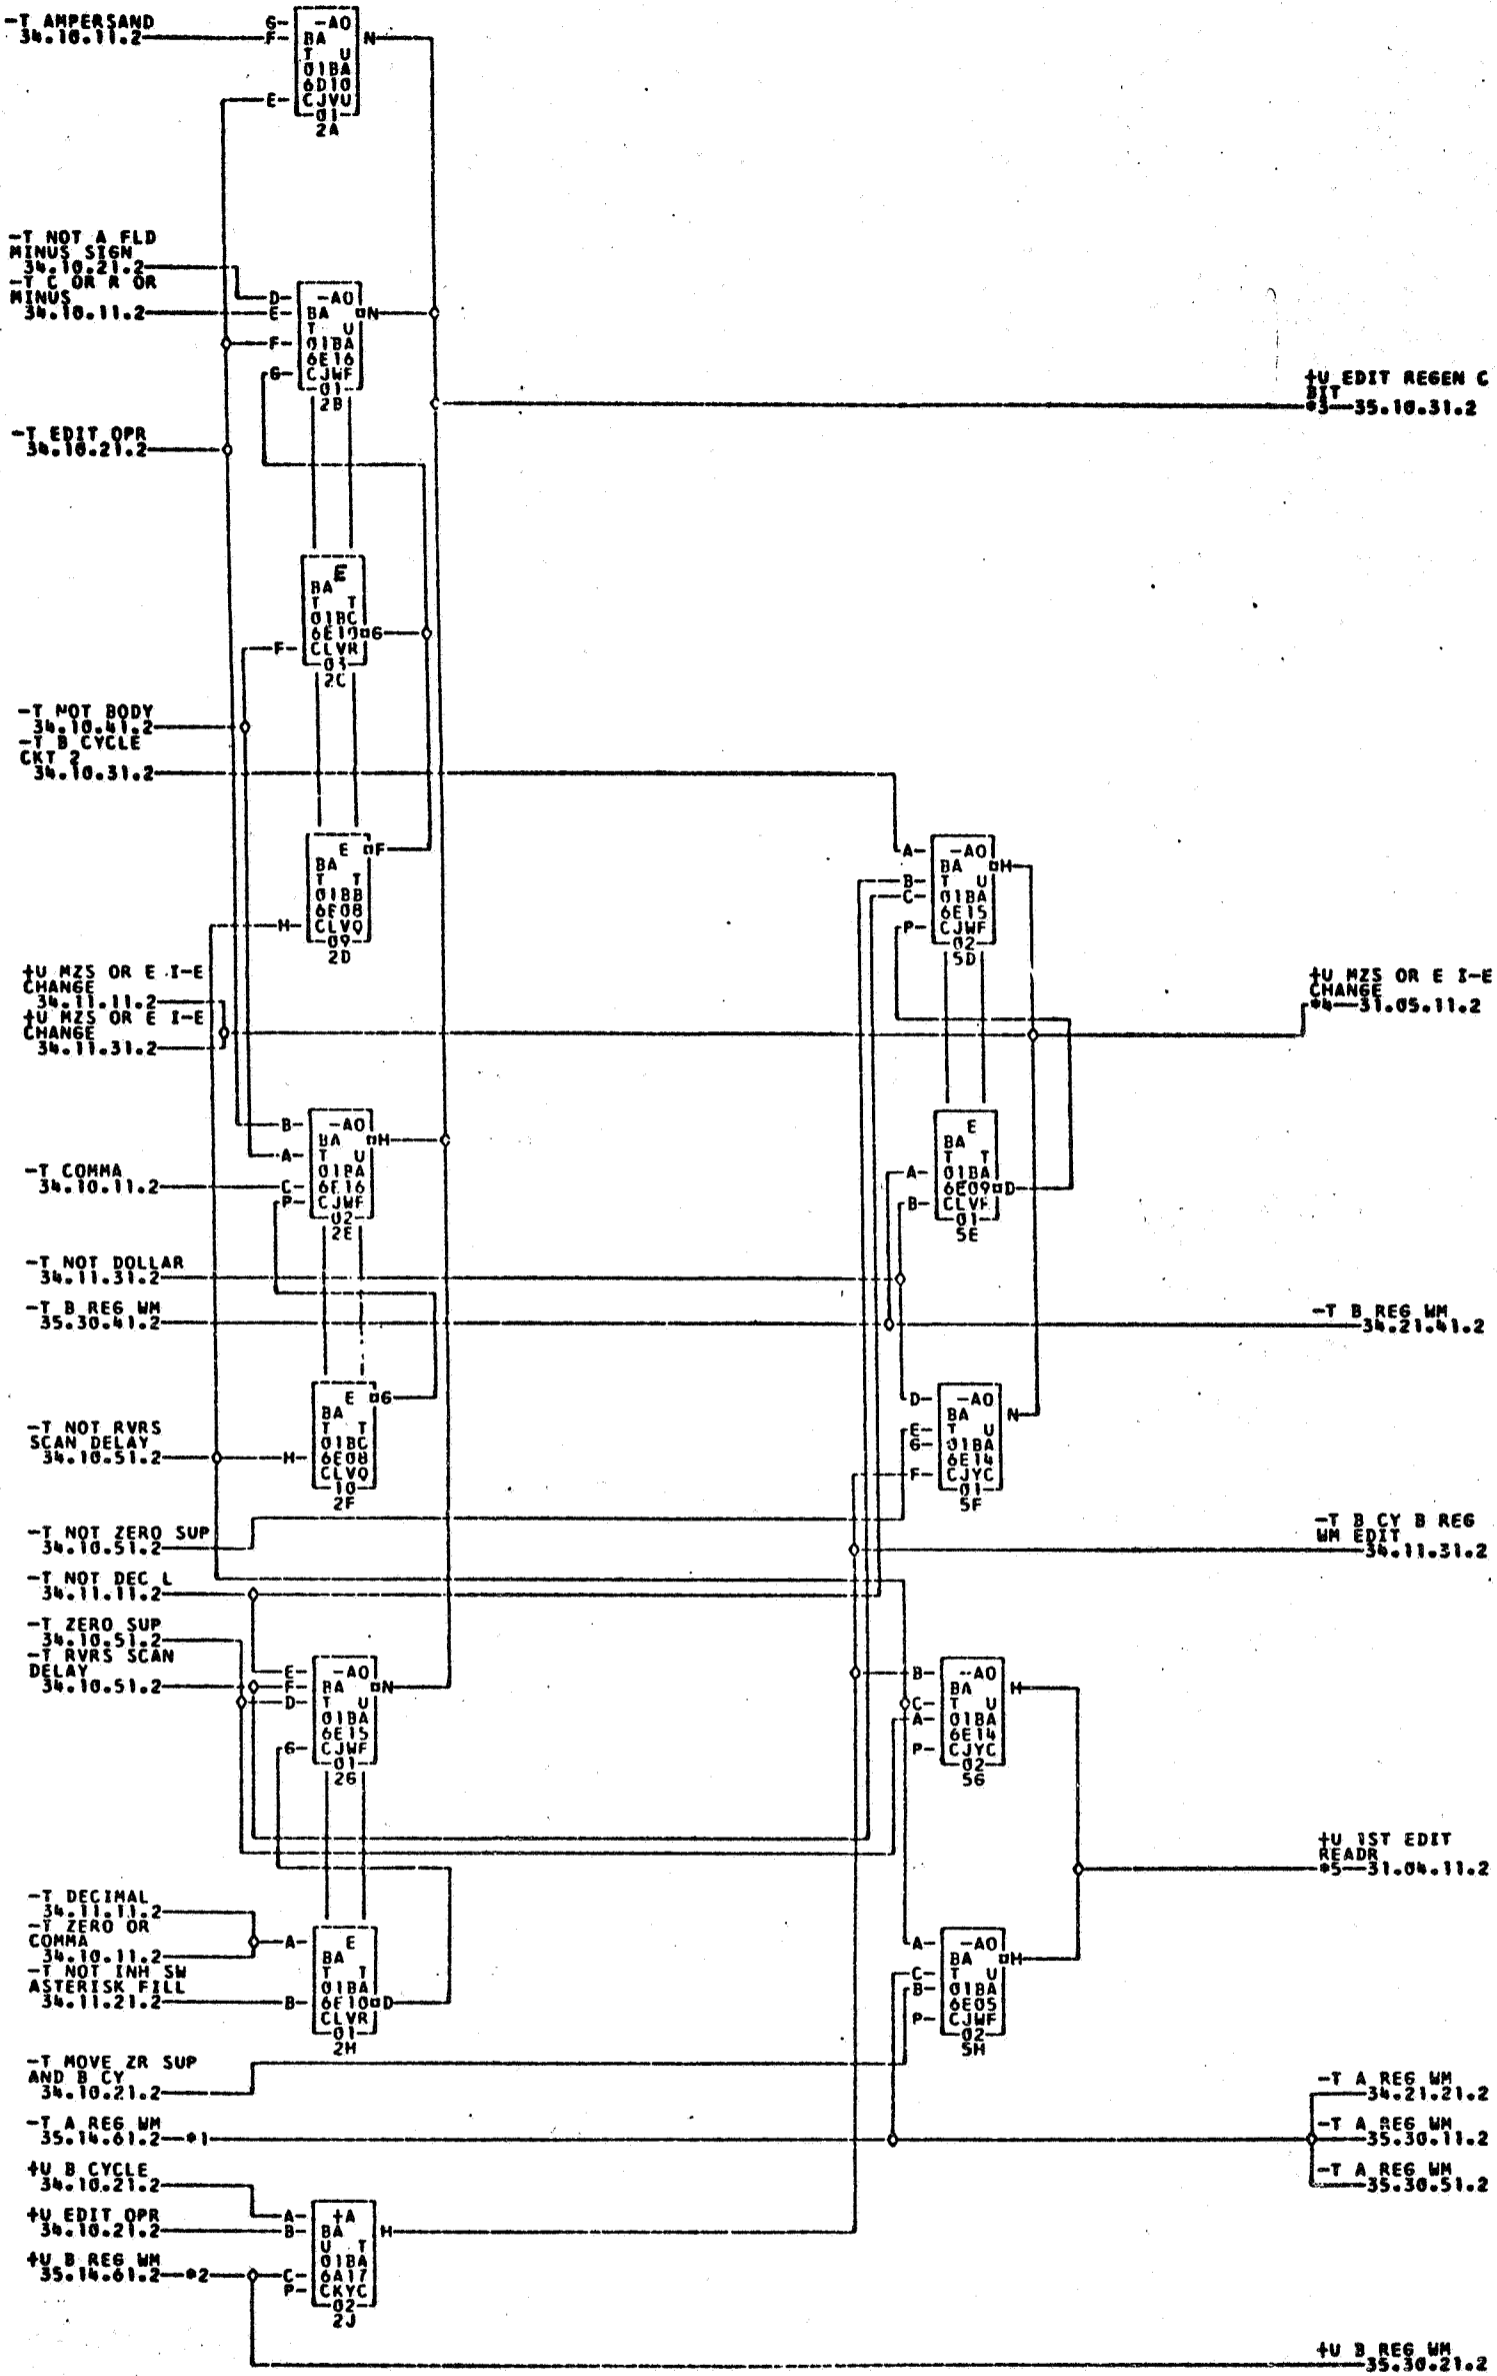 -T AMPERSAND
34.10.11.2
G-
F-
E-
-AO
BA N
T U
01BA
6D10
CJVU
01
2A
-T NOT A FLD
MINUS SIGN
34.10.21.2
-T C OR R OR
MINUS
34.10.11.2
D-
E-
F-
G-
-AO
BA N
T U
01BA
6E16
CJWF
01
2B
+U EDIT REGEN C
BIT
*3-35.10.31.2
-T EDIT OPR
34.10.21.2
E
BA
T T
01BC
6E10 G
F- CLVR
03
2C
-T NOT BODY
34.10.41.2
-T B CYCLE
CKT 2
34.10.31.2
E F
BA
T T
01BB
6E08
H- CLVQ
09
2D
A-
B-
C-
P-
-AO
BA H
T U
01BA
6E15
CJWF
02
5D
+U MZS OR E I-E
CHANGE
34.11.11.2
+U MZS OR E I-E
CHANGE
34.11.31.2
+U MZS OR E I-E
CHANGE
*4-31.05.11.2
B-
A-
C-
P-
-AO
BA H
T U
01BA
6E16
CJWF
02
2E
-T COMMA
34.10.11.2
A-
B-
E
BA
T T
01BA
6E09 D
01
5E
-T NOT DOLLAR
34.11.31.2
-T B REG WM
35.30.41.2
-T B REG WM
34.21.41.2
E G
BA
T T
01BC
6E08
H- CLVQ
10
2F
-T NOT RVRS
SCAN DELAY
34.10.51.2
D-
E-
G-
F-
-AO
BA N
T U
01BA
6E14
CJYC
01
5F
-T NOT ZERO SUP
34.10.51.2
-T B CY B REG
WM EDIT
34.11.31.2
-T NOT DEC L
34.11.11.2
-T ZERO SUP
34.10.51.2
-T RVRS SCAN
DELAY
34.10.51.2
E-
F-
D-
G-
-AO
BA N
T U
01BA
6E15
CJWF
01
2G
B-
C-
A-
P-
-AO
BA H
T U
01BA
6E14
CJYC
02
5G
+U 1ST EDIT
READR
*5-31.04.11.2
-T DECIMAL
34.11.11.2
-T ZERO OR
COMMA
34.10.11.2
-T NOT INH SW
ASTERISK FILL
34.11.21.2
A-
B-
E
BA
T T
01BA
6E10 D
CLVR
01
2H
A-
C-
B-
P-
-AO
BA H
T U
01BA
6E05
CJWF
02
5H
-T MOVE ZR SUP
AND B CY
34.10.21.2
-T A REG WM
35.14.61.2-*1
-T A REG WM
34.21.21.2
-T A REG WM
35.30.11.2
-T A REG WM
35.30.51.2
+U B CYCLE
34.10.21.2
+U EDIT OPR
34.10.21.2
+U B REG WM
35.14.61.2-*2
A-
B-
C-
P-
+A
BA H
U T
01BA
6A17
CKYC
02
2J
+U B REG WM
35.30.21.2